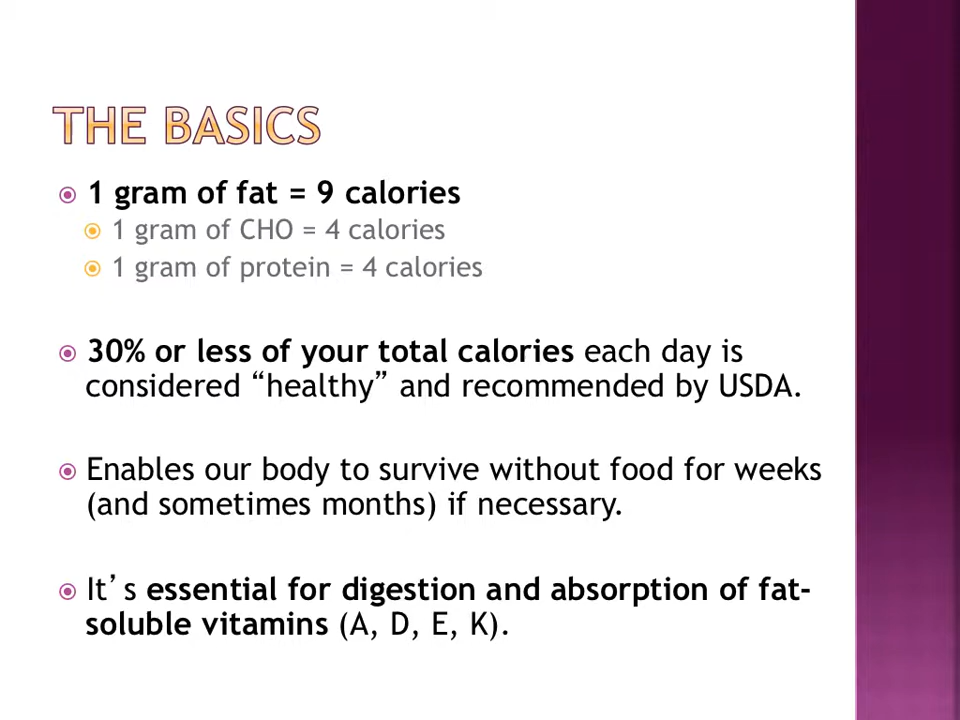 THE BASICS
1 gram of fat = 9 calories
1 gram of CHO = 4 calories
1 gram of protein = 4 calories
30% or less of your total calories each day is
considered “healthy” and recommended by USDA.
Enables our body to survive without food for weeks
(and sometimes months) if necessary.
It’s essential for digestion and absorption of fat-
soluble vitamins (A, D, E, K).